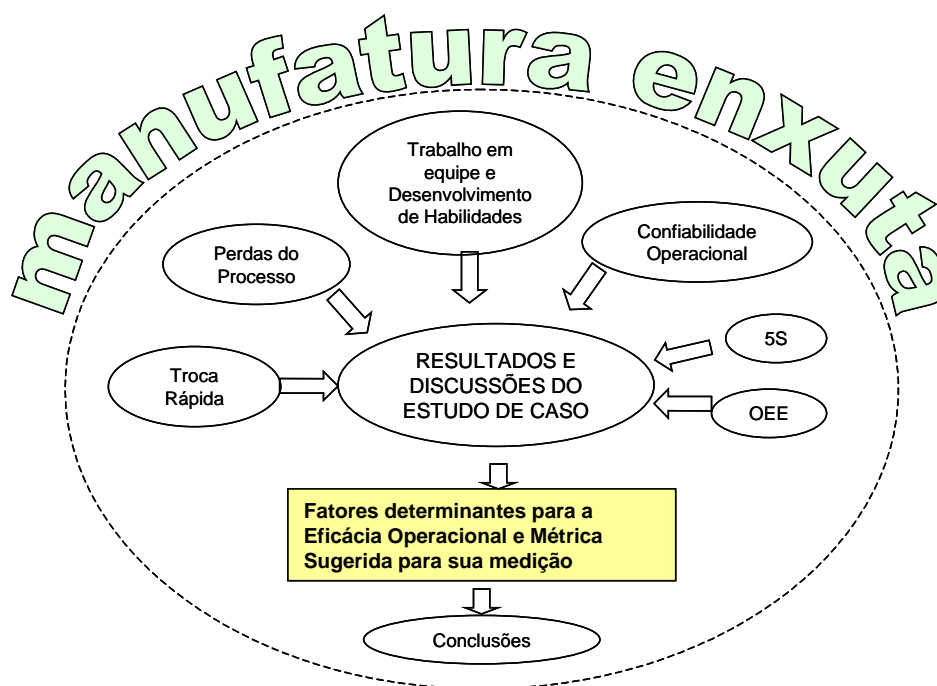 manufatura enxuta
Trabalho em
equipe e
Desenvolvimento
de Habilidades
Perdas do
Processo
Confiabilidade
Operacional
5S
Troca
Rápida
RESULTADOS E
DISCUSSÕES DO
ESTUDO DE CASO
OEE
Fatores determinantes para a
Eficácia Operacional e Métrica
Sugerida para sua medição
Conclusões